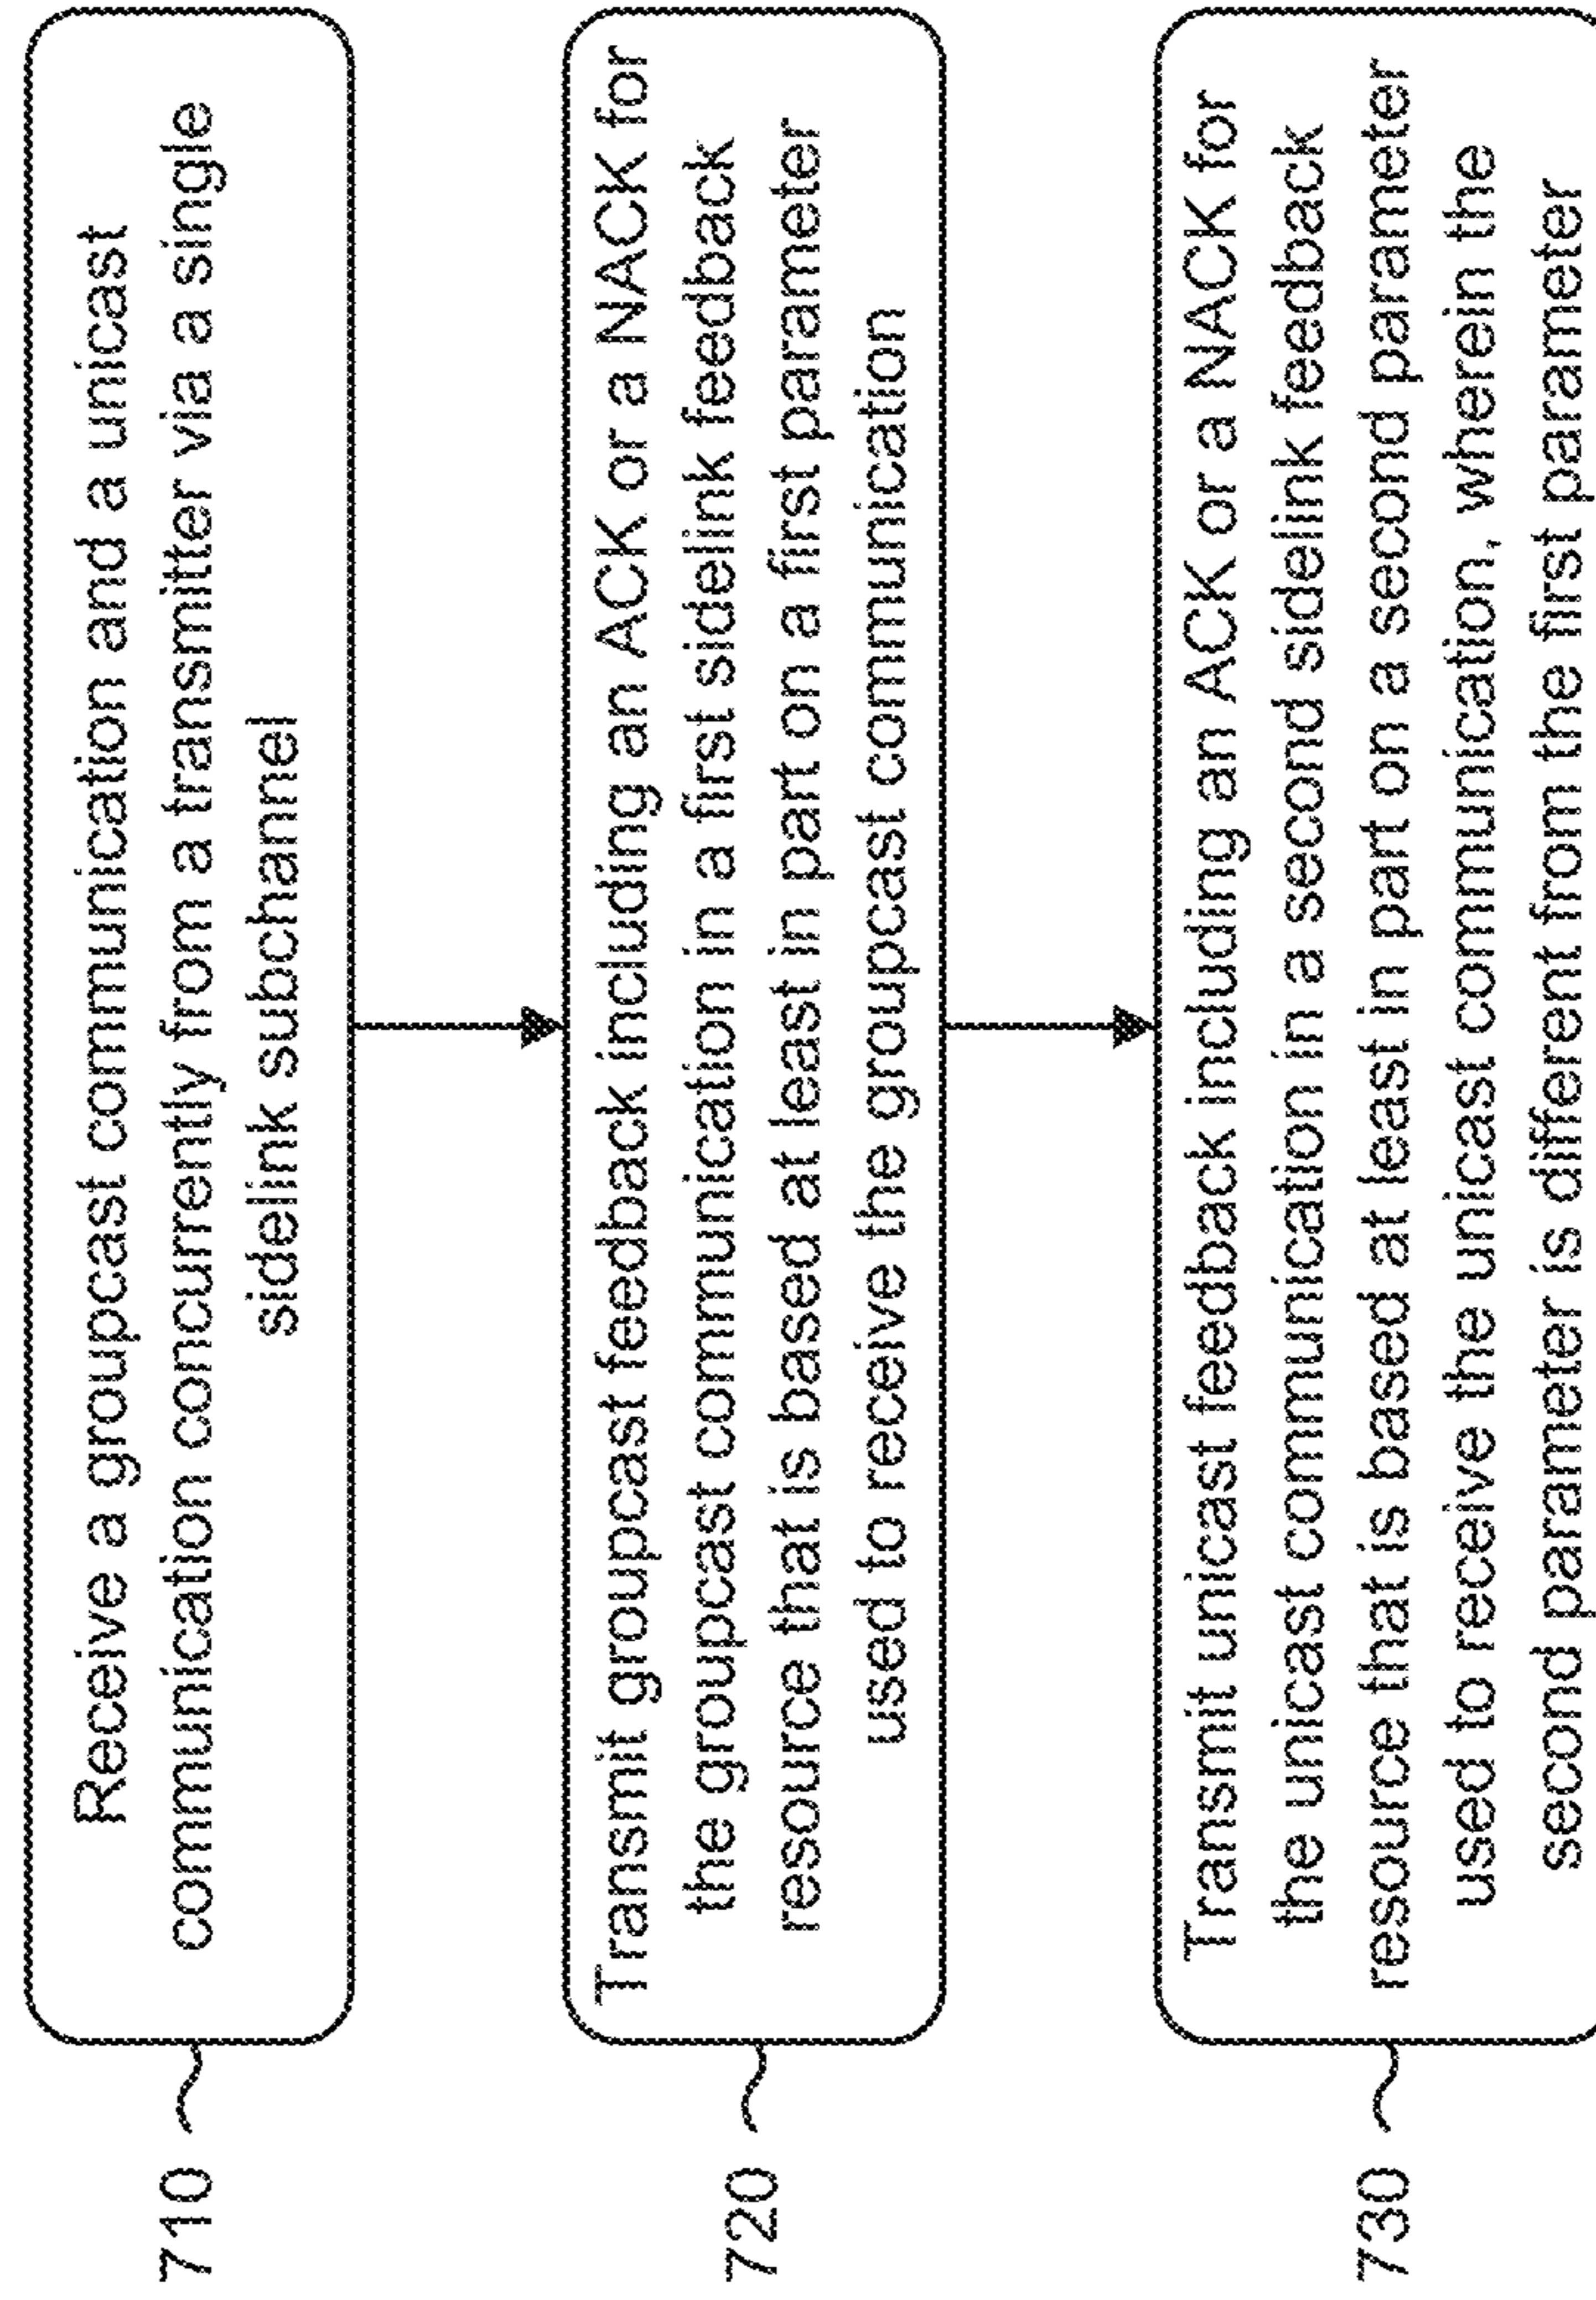 710
Receive a groupcast communication and a unicast
communication concurrently from a transmitter via a single
sidelink subchannel
720
Transmit groupcast feedback including an ACK or a NACK for
the groupcast communication in a first sidelink feedback
resource that is based at least in part on a first parameter
used to receive the groupcast communication
730
Transmit unicast feedback including an ACK or a NACK for
the unicast communication in a second sidelink feedback
resource that is based at least in part on a second parameter
used to receive the unicast communication, wherein the
second parameter is different from the first parameter